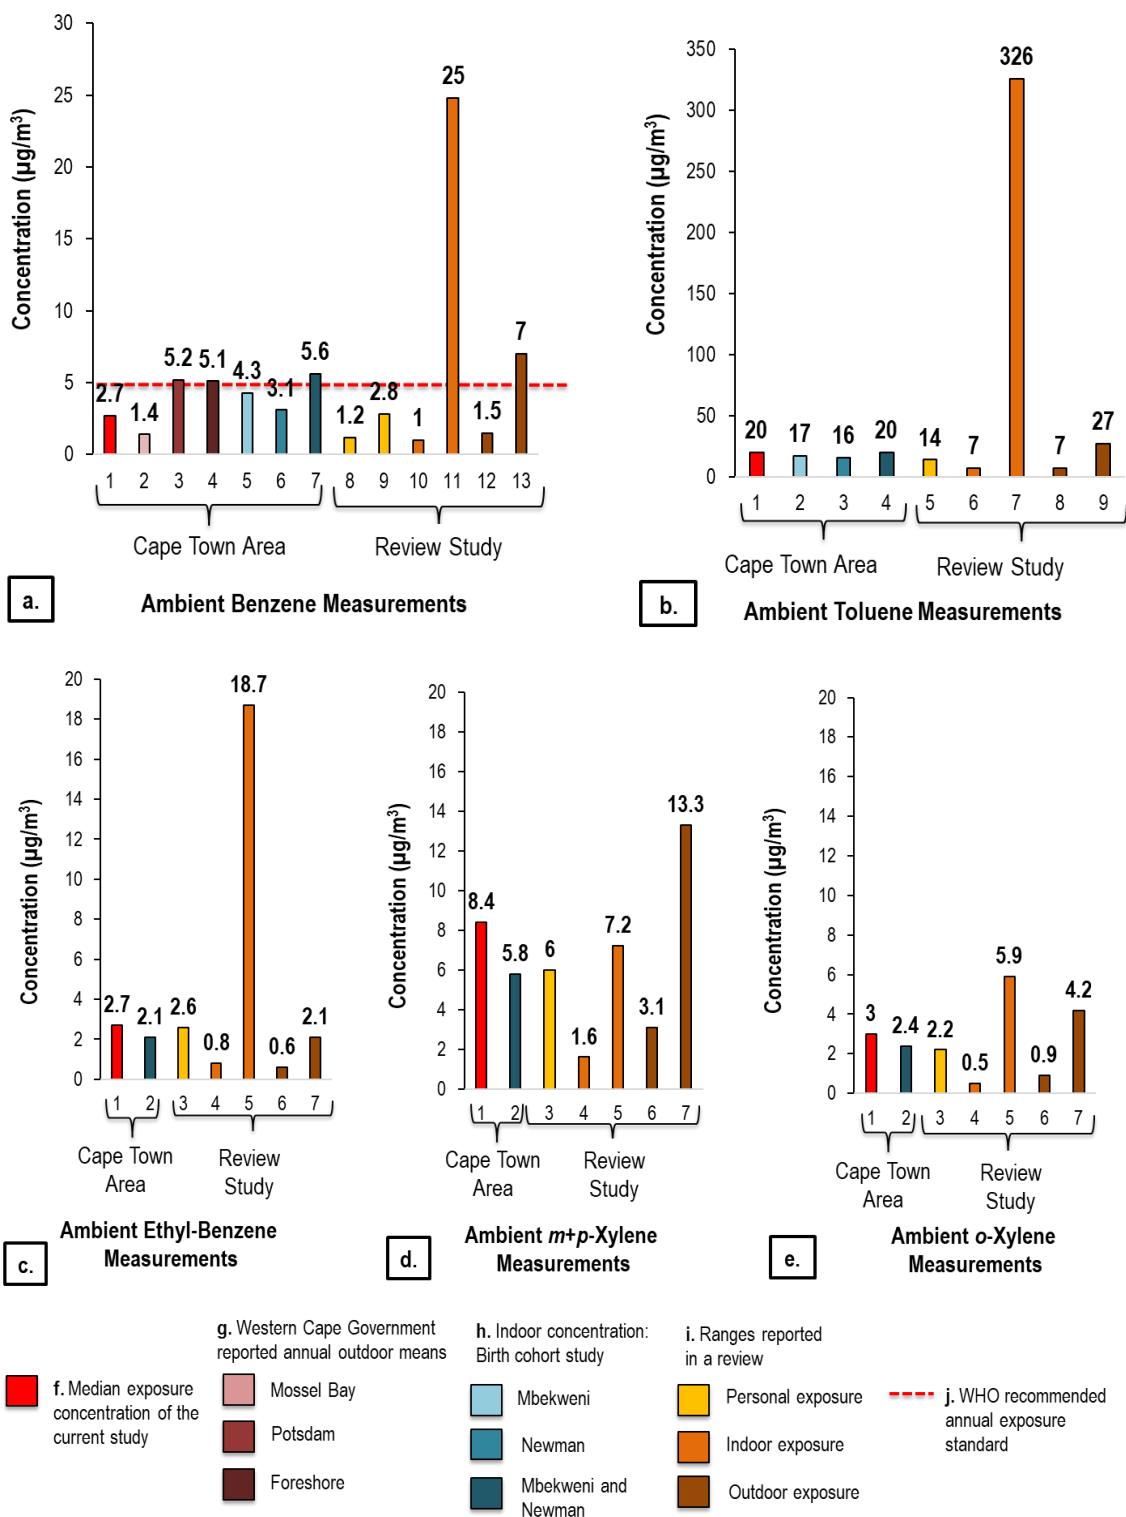 30
25
20
15
10
5
0
Concentration (µg/m³)
2.7
1.4
5.2
5.1
4.3
3.1
5.6
1.2
2.8
1
25
1.5
7
1 2 3 4 5 6 7 8 9 10 11 12 13
Cape Town Area
Review Study
a.
Ambient Benzene Measurements
350
300
250
200
150
100
50
0
Concentration (µg/m³)
20
17
16
20
14
7
326
7
27
1 2 3 4 5 6 7 8 9
Cape Town Area
Review Study
b.
Ambient Toluene Measurements
20
18
16
14
12
10
8
6
4
2
0
Concentration (µg/m³)
2.7
2.1
2.6
0.8
18.7
0.6
2.1
1 2 3 4 5 6 7
Cape Town
Area
Review
Study
c.
Ambient Ethyl-Benzene
Measurements
20
18
16
14
12
10
8
6
4
2
0
Concentration (µg/m³)
8.4
5.8
6
1.6
7.2
3.1
13.3
1 2 3 4 5 6 7
Cape Town
Area
Review
Study
d.
Ambient m+p-Xylene
Measurements
20
18
16
14
12
10
8
6
4
2
0
Concentration (µg/m³)
3
2.4
2.2
0.5
5.9
0.9
4.2
1 2 3 4 5 6 7
Cape Town
Area
Review
Study
e.
Ambient o-Xylene
Measurements
f. Median exposure
concentration of the
current study
g. Western Cape Government
reported annual outdoor means
Mossel Bay
Potsdam
Foreshore
h. Indoor concentration:
Birth cohort study
Mbekweni
Newman
Mbekweni and
Newman
i. Ranges reported
in a review
Personal exposure
Indoor exposure
Outdoor exposure
j. WHO recommended
annual exposure
standard